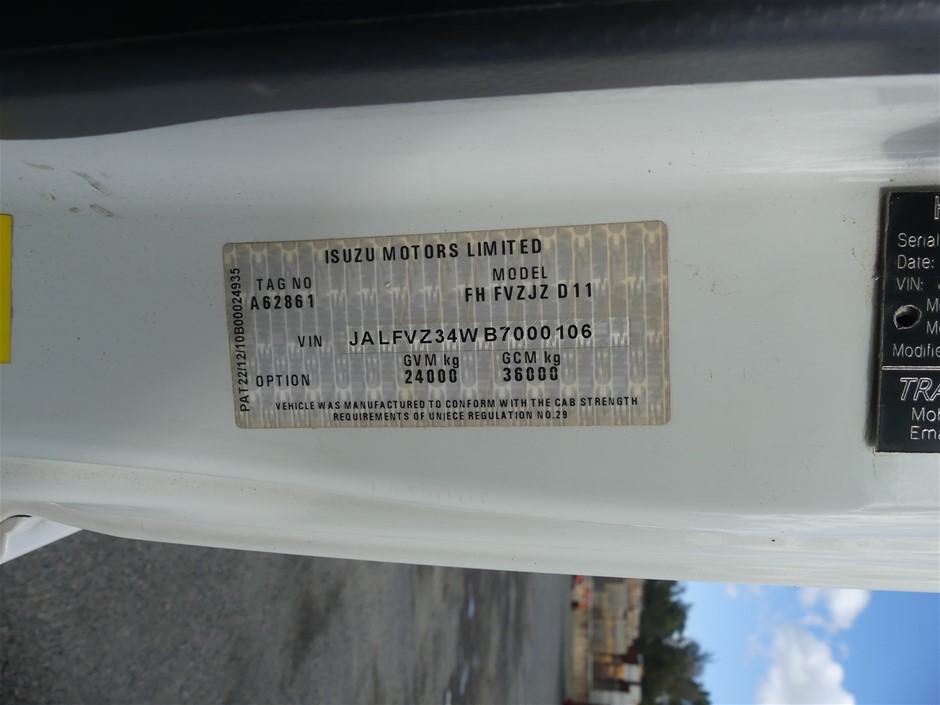 ISUZU MOTORS LIMITED
TAG NO
A62861
MODEL
FH FVZJZ D11
VIN JALFVZ34WB7000106
GVM kg GCM kg
OPTION 24000 36000
VEHICLE WAS MANUFACTURED TO CONFORM WITH THE CAB STRENGTH
REQUIREMENTS OF UN/ECE REGULATION NO.29
PAT22/12/10B00024935
Serial
Date:
VIN:
Modifie
TRA
Mob
Ema